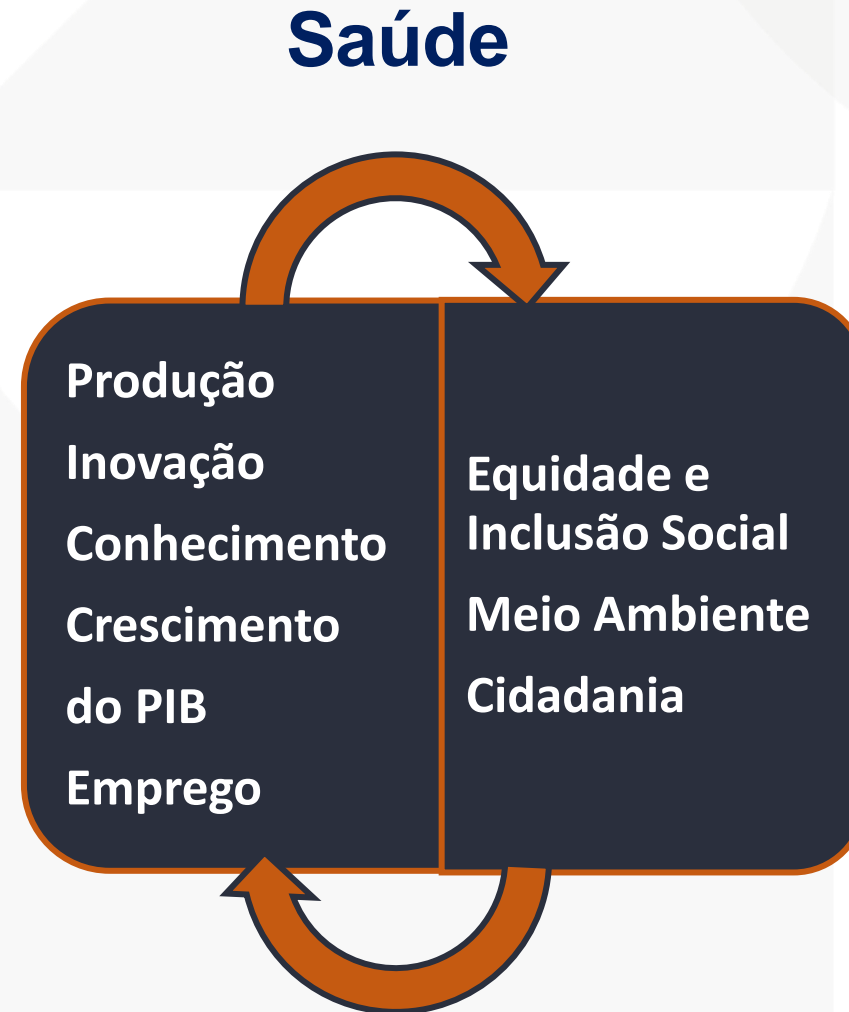 Saúde
Produção
Inovação
Conhecimento
Crescimento
do PIB
Emprego
Equidade e
Inclusão Social
Meio Ambiente
Cidadania